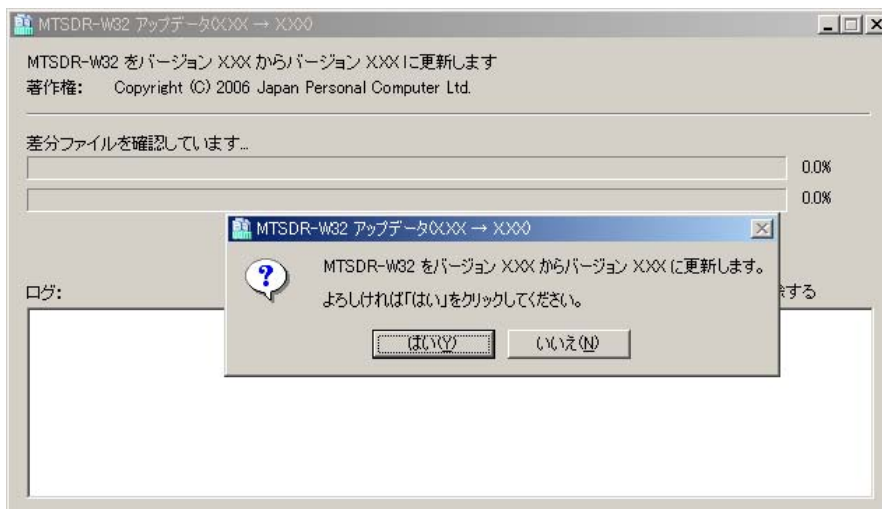 MTSDR-W32 アップデータ(XXX → XXX)
MTSDR-W32 をバージョン XXX からバージョン XXX に更新します
著作権: Copyright (C) 2006 Japan Personal Computer Ltd.
差分ファイルを確認しています...
0.0%
0.0%
MTSDR-W32 アップデータ(XXX → XXX)
MTSDR-W32 をバージョン XXX からバージョン XXX に更新します。
よろしければ「はい」をクリックしてください。
はい(Y) いいえ(N)
ログ:
する